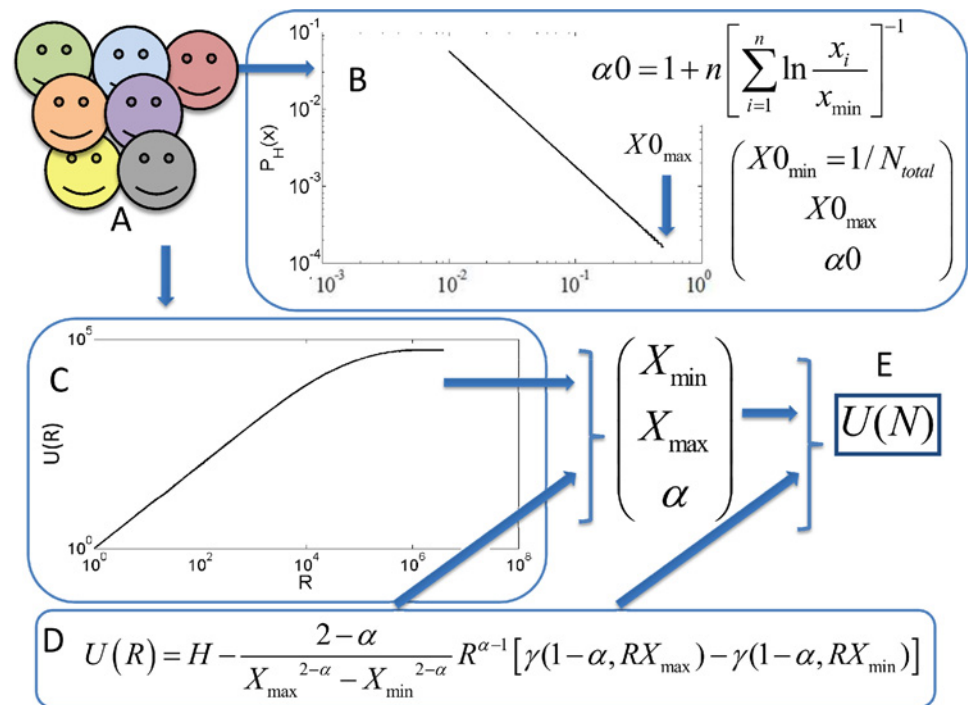 A
B
10^-1
10^-2
10^-3
10^-4
P_H(x)
10^-3 10^-2 10^-1 10^0
X0_max
α0 = 1 + n [ ∑_{i=1}^{n} ln x_i / x_min ]^-1
X0_min = 1 / N_total
X0_max
α0
C
10^5
10^0
U(R)
10^0 10^2 10^4 10^6 10^8
R
X_min
X_max
α
E
U(N)
D U(R) = H - (2-α) / (X_max^{2-α} - X_min^{2-α}) R^{α-1} [γ(1-α, RX_max) - γ(1-α, RX_min)]